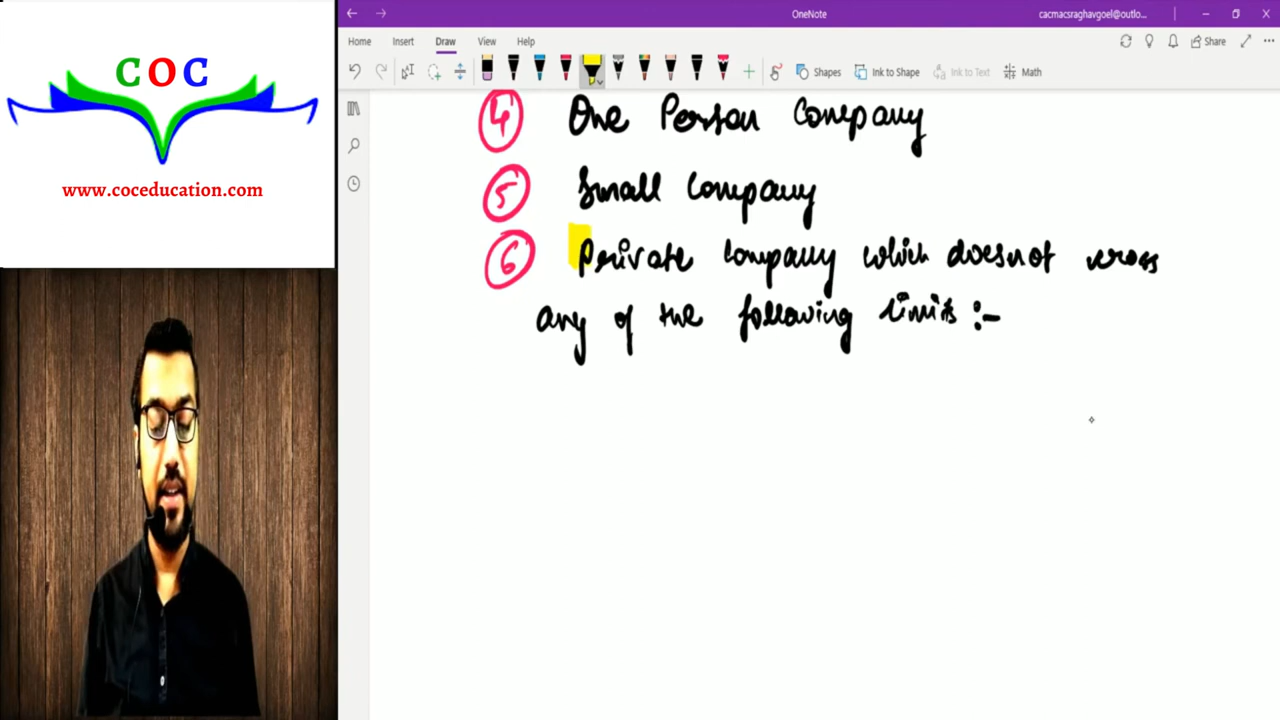 COC
www.coceducation.com
OneNote
cacmacsraghavgoel@outlo...
Home Insert Draw View Help
Share
Shapes Ink to Shape Ink to Text Math
4 One Person Company
5 Small Company
6 Private Company which does not cross
any of the following limits :-